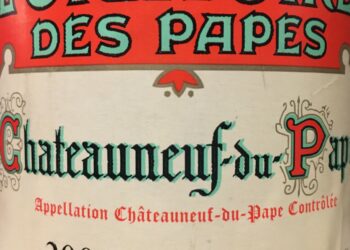 DES PAPES
Chateauneuf-du-Pap
Appellation Châteauneuf-du-Pape Contrôlée